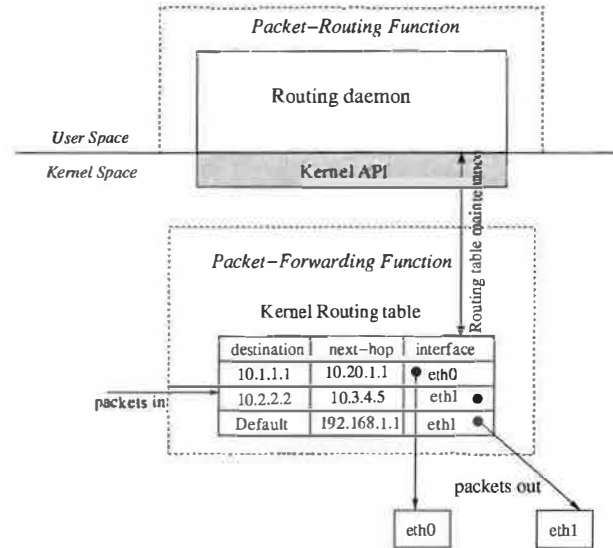 Packet-Routing Function
Routing daemon
User Space
Kernel Space
Kernel API
Routing table maintenance
Packet-Forwarding Function
Kernel Routing table
destination next-hop interface
10.1.1.1 10.20.1.1 eth0
packets in
10.2.2.2 10.3.4.5 eth1
Default 192.168.1.1 eth1
packets out
eth0 eth1